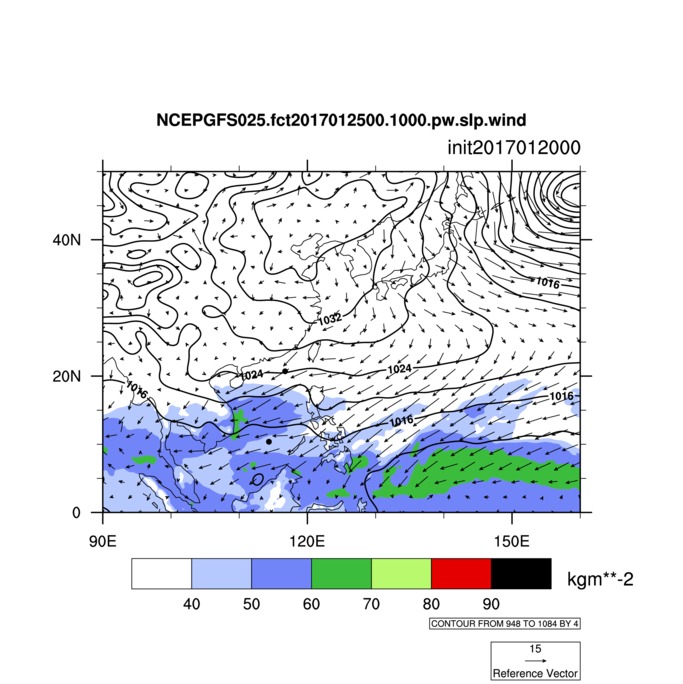 NCEPGFS025.fct2017012500.1000.pw.slp.wind
init2017012000
40N
1016
1032
20N
1024
1024
1016
1016
1016
0
90E
120E
150E
40 50 60 70 80 90
kgm**-2
CONTOUR FROM 948 TO 1084 BY 4
15
Reference Vector